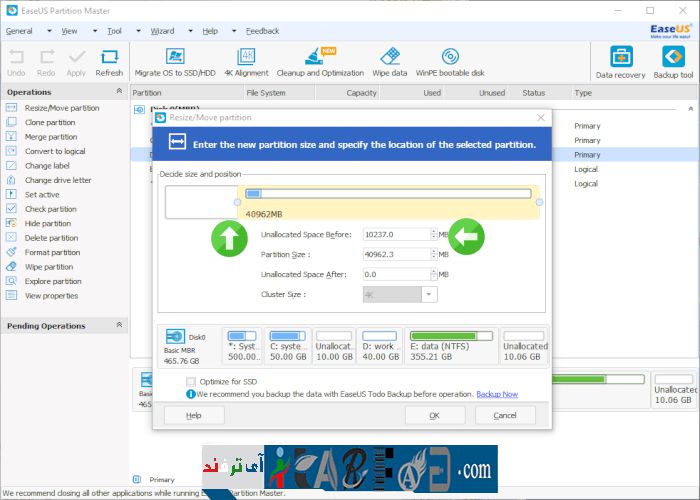 EaseUS Partition Master
General View Tool Wizard Help Feedback
EaseUS
Make your life easy!
Undo Redo Apply Refresh Migrate OS to SSD/HDD 4K Alignment Cleanup and Optimization Wipe data WinPE bootable disk Data recovery Backup tool
NEW
Operations
Resize/Move partition
Clone partition
Merge partition
Convert to logical
Change label
Change drive letter
Set active
Check partition
Hide partition
Delete partition
Format partition
Wipe partition
Explore partition
View properties
Pending Operations
Partition File System Capacity Used Unused Status Type
Disk 0(MBR)
Primary
Primary
Primary
Logical
Logical
Resize/Move partition
Enter the new partition size and specify the location of the selected partition.
Decide size and position
40962MB
Unallocated Space Before: 10237.0 MB
Partition Size : 40962.3 MB
Unallocated Space After: 0.0 MB
Cluster Size : 4K
Disk0
Basic MBR
465.76 GB
*: Syst...
500.00...
C: syste...
50.00 GB
Unallocat...
10.00 GB
D: work ...
40.00 GB
E: data (NTFS)
355.21 GB
Unallocated
10.06 GB
Optimize for SSD
We recommend you backup the data with EaseUS Todo Backup before operation. Backup Now
Help OK Cancel
Unallocated
10.06 GB
Primary
آی ترفند
.com
We recommend closing all other applications while running
Partition Master.